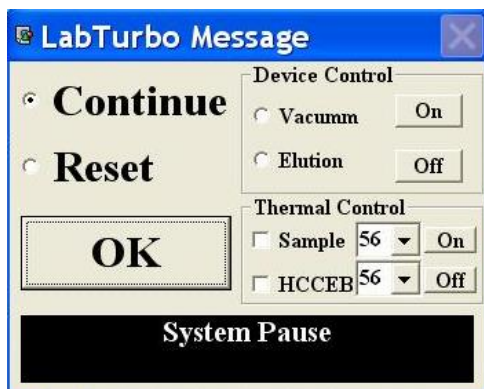 LabTurbo Message
Continue
Reset
OK
Device Control
Vacumm On
Elution Off
Thermal Control
Sample 56 On
HCCEB 56 Off
System Pause